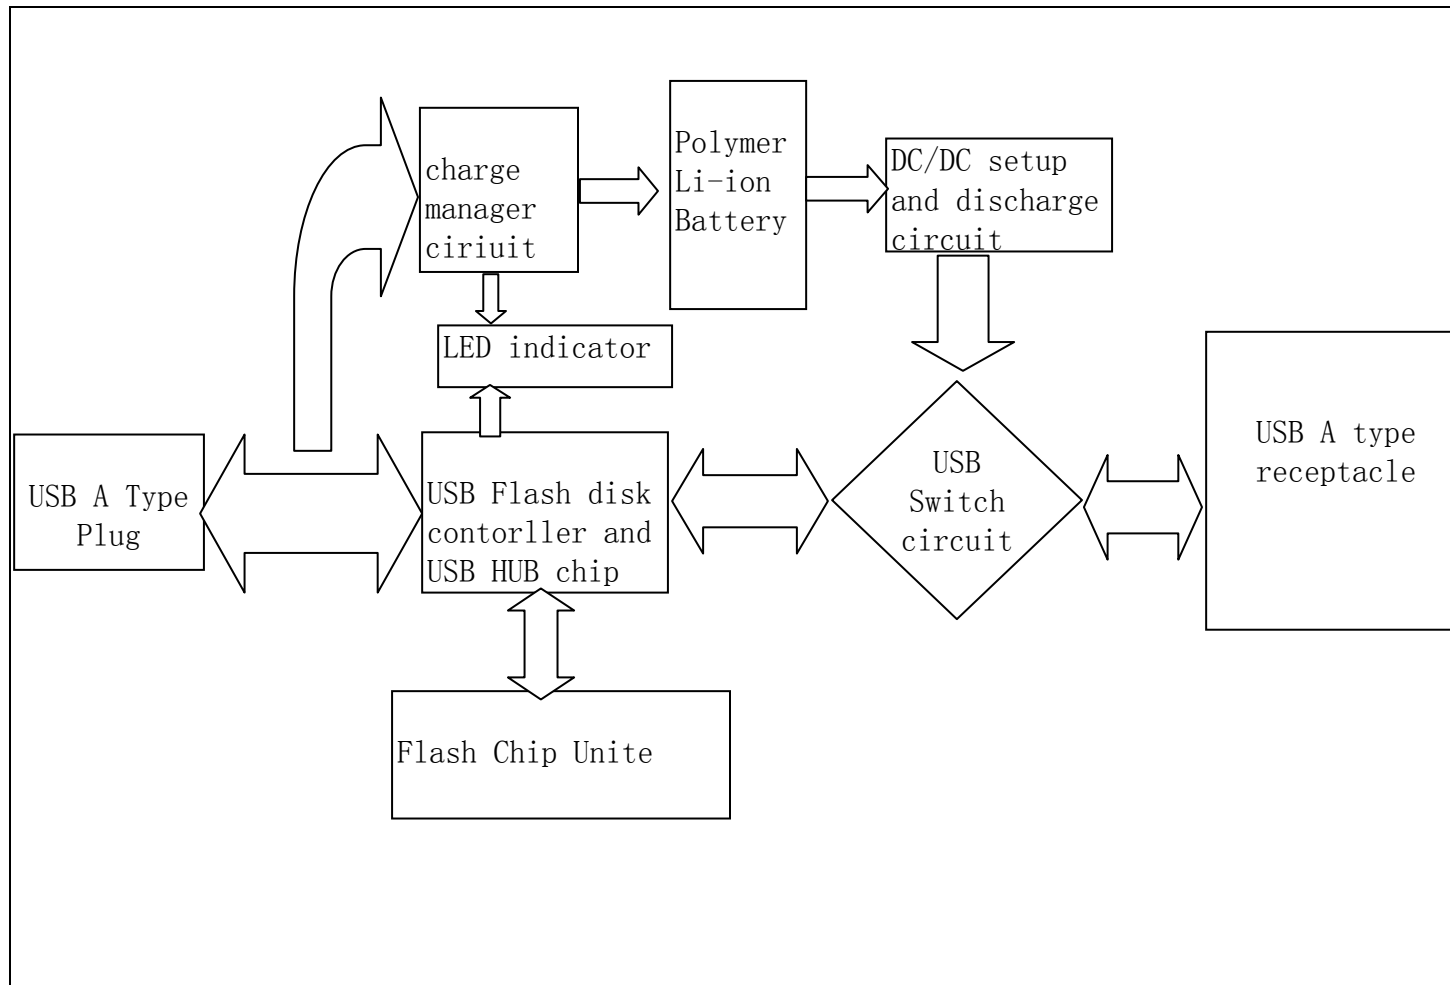 charge
manager
ciriuit
Polymer
Li-ion
Battery
DC/DC setup
and discharge
circuit
LED indicator
USB A Type
Plug
USB Flash disk
contorller and
USB HUB chip
USB
Switch
circuit
USB A type
receptacle
Flash Chip Unite